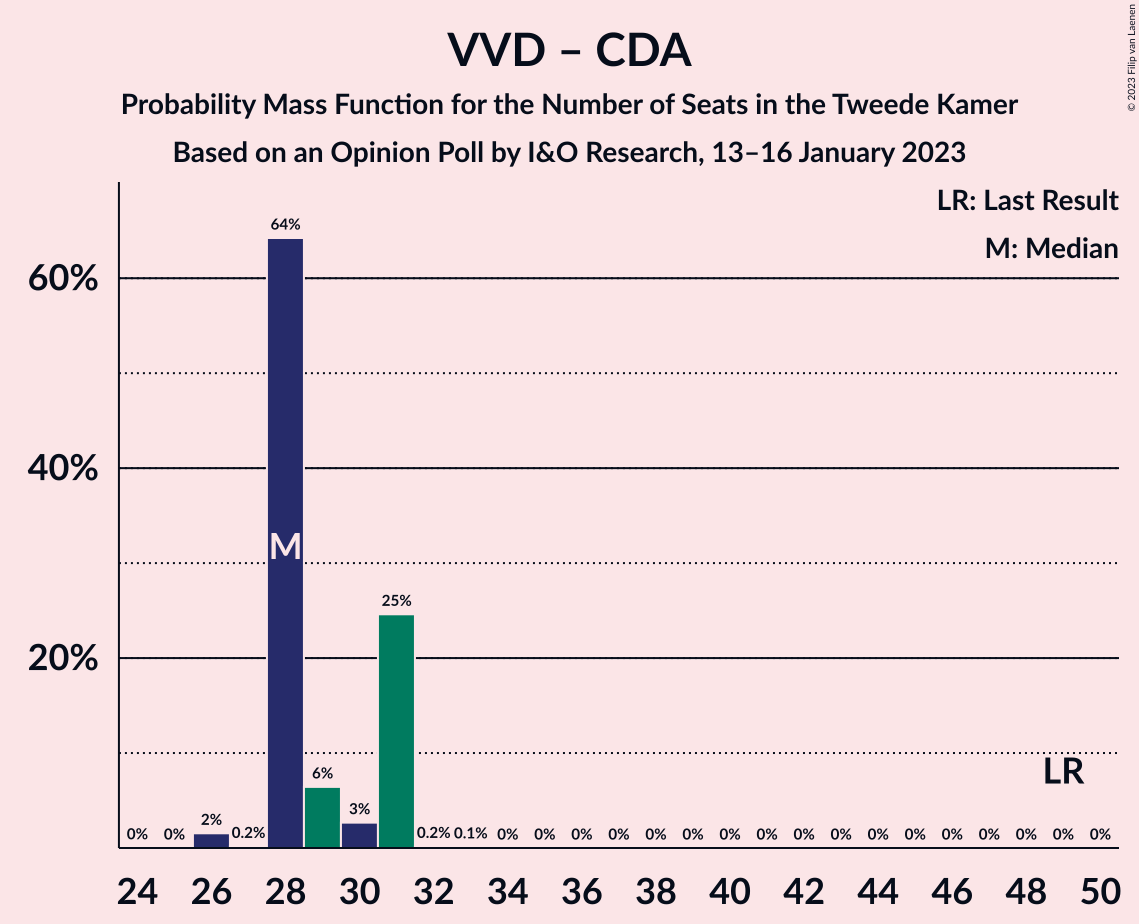 VVD – CDA
Probability Mass Function for the Number of Seats in the Tweede Kamer
Based on an Opinion Poll by I&O Research, 13–16 January 2023
© 2023 Filip van Laenen
LR: Last Result
M: Median
60%
40%
20%
0% 0% 2% 0.2% 64% 6% 3% 25% 0.2% 0.1% 0% 0% 0% 0% 0% 0% 0% 0% 0% 0% 0% 0% 0% 0% 0% 0% 0%
M
LR
24 26 28 30 32 34 36 38 40 42 44 46 48 50